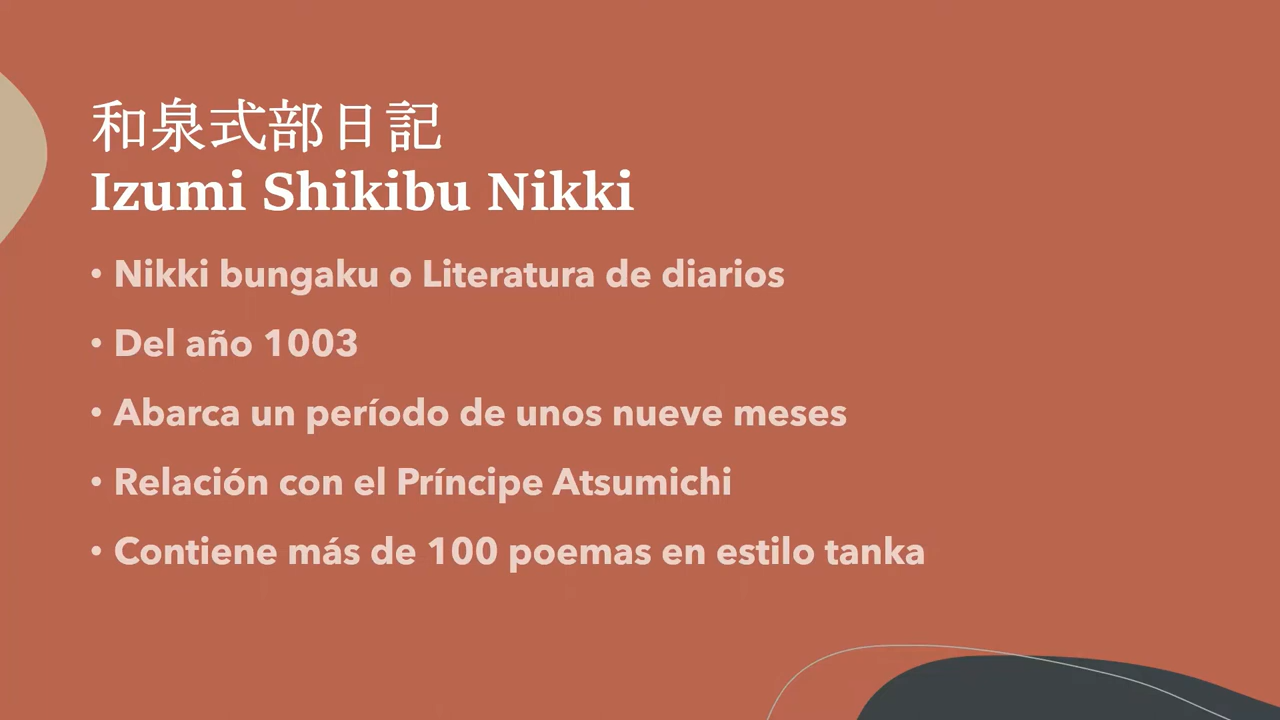 和泉式部日記
Izumi Shikibu Nikki
• Nikki bungaku o Literatura de diarios
• Del año 1003
• Abarca un período de unos nueve meses
• Relación con el Príncipe Atsumichi
• Contiene más de 100 poemas en estilo tanka